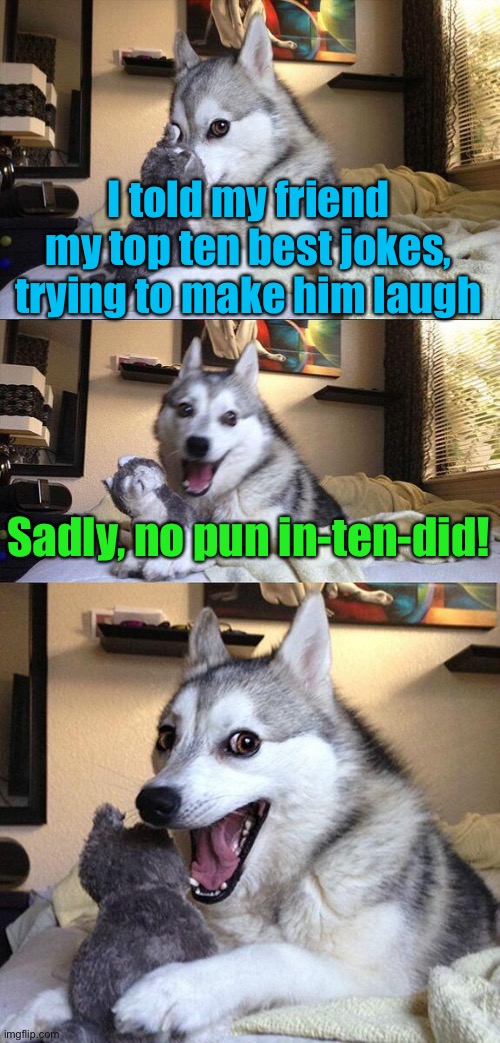 I told my friend
my top ten best jokes,
trying to make him laugh
Sadly, no pun in-ten-did!
imgflip.com